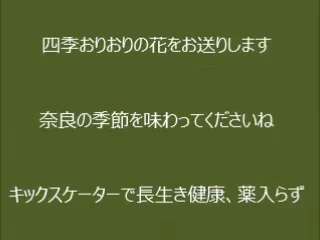 四季おりおりの花をお送りします
奈良の季節を味わってくださいね
キックスケーターで長生き健康、薬入らず